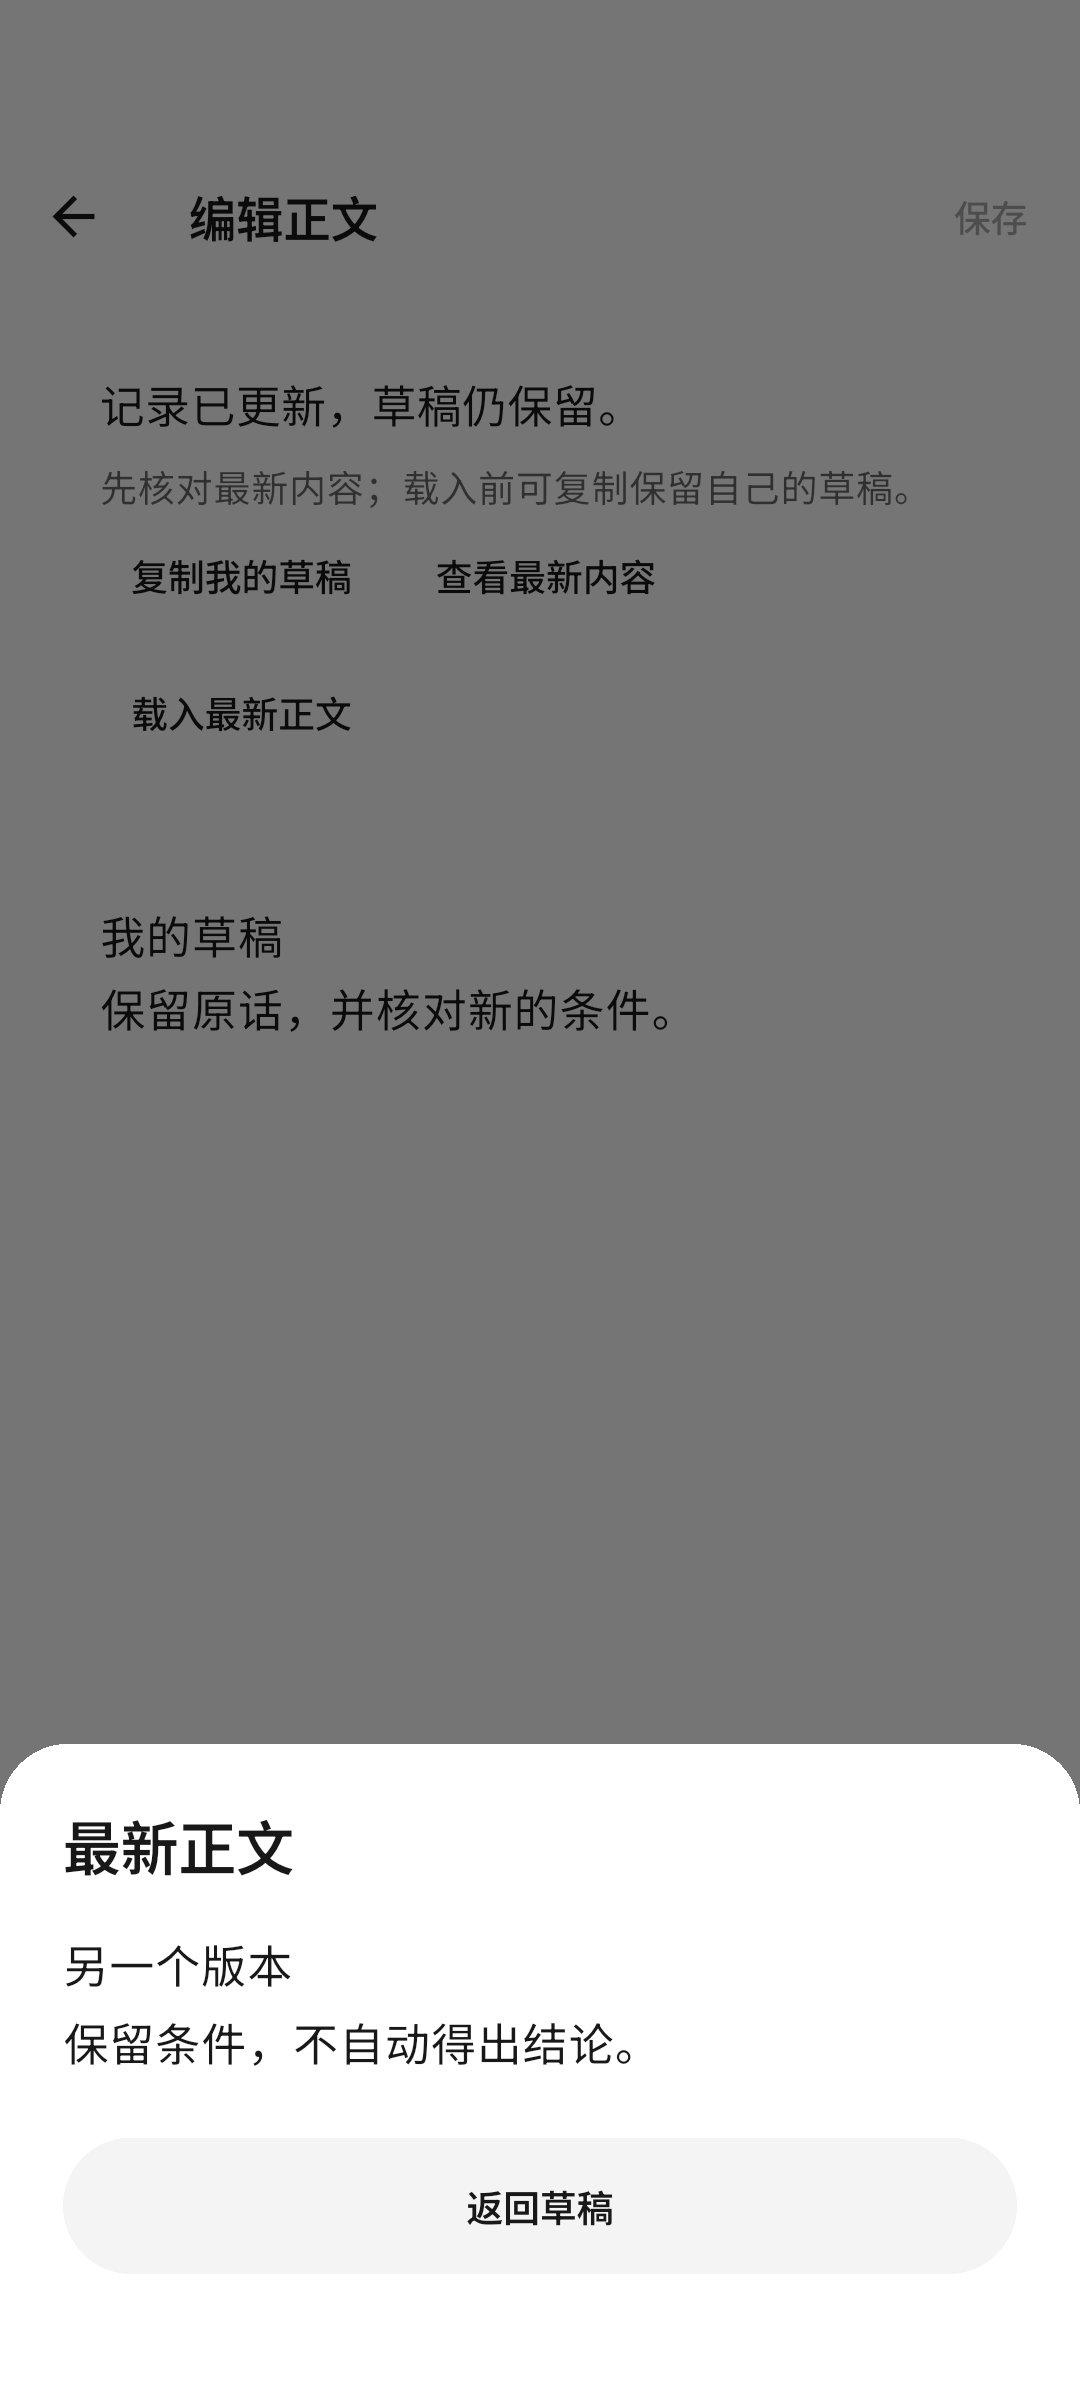 编辑正文
保存
记录已更新，草稿仍保留。
先核对最新内容；载入前可复制保留自己的草稿。
复制我的草稿
查看最新内容
载入最新正文
我的草稿
保留原话，并核对新的条件。
最新正文
另一个版本
保留条件，不自动得出结论。
返回草稿